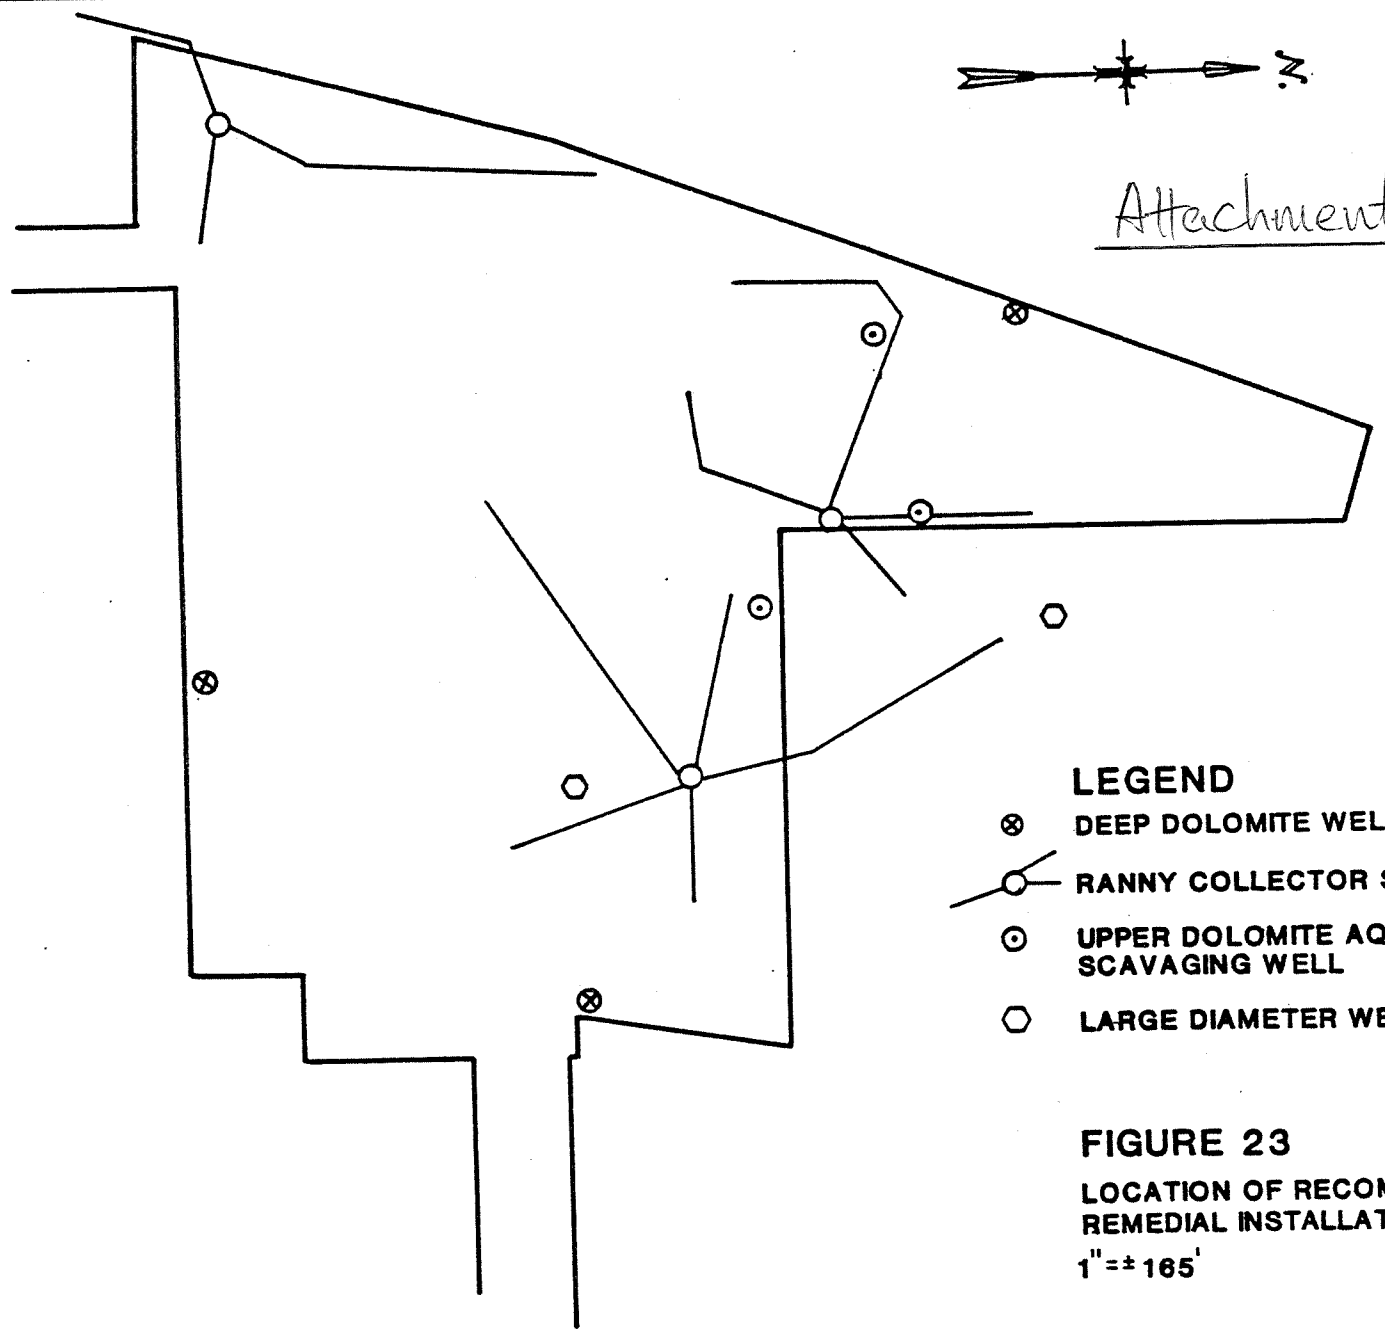 N.
Attachment
LEGEND
DEEP DOLOMITE WEL
RANNY COLLECTOR S
UPPER DOLOMITE AQ
SCAVAGING WELL
LARGE DIAMETER WE
FIGURE 23
LOCATION OF RECOM
REMEDIAL INSTALLAT
1"=± 165'